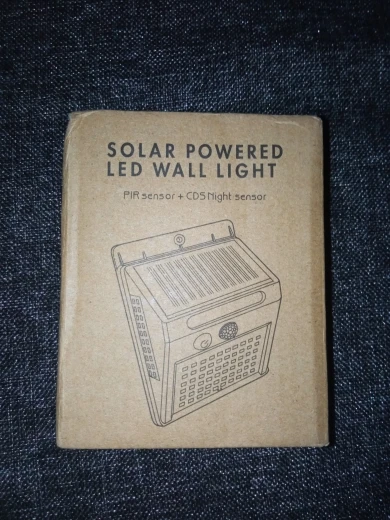 SOLAR POWERED
LED WALL LIGHT
PIR sensor + CDS Night sensor